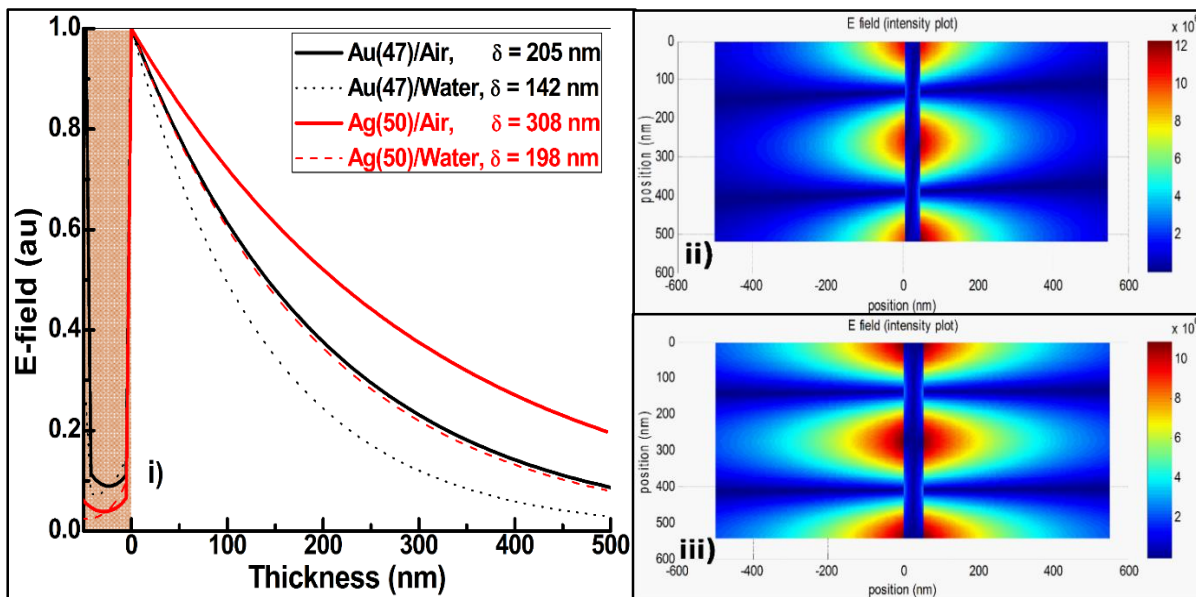 E-field (au)
1.0
0.8
0.6
0.4
0.2
0.0
Au(47)/Air, δ = 205 nm
Au(47)/Water, δ = 142 nm
Ag(50)/Air, δ = 308 nm
Ag(50)/Water, δ = 198 nm
i)
0 100 200 300 400 500
Thickness (nm)
E field (intensity plot)
position (nm)
0
100
200
300
400
500
600
ii)
-600 -400 -200 0 200 400 600
position (nm)
12
10
8
6
4
2
E field (intensity plot)
position (nm)
0
100
200
300
400
500
600
iii)
-600 -400 -200 0 200 400 600
position (nm)
10
8
6
4
2